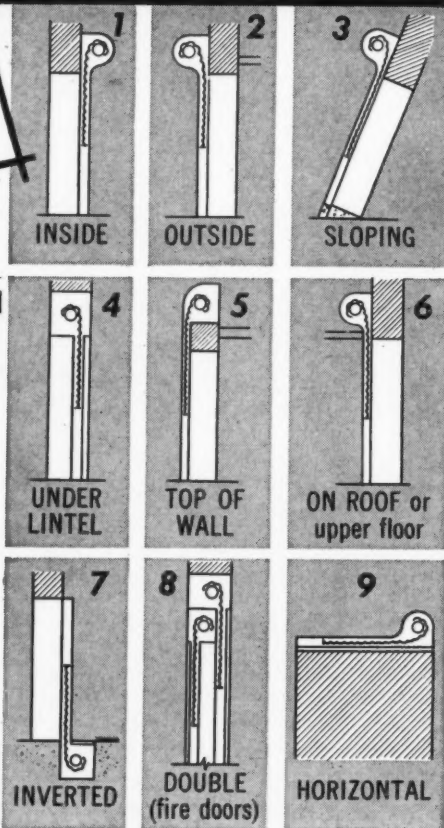 1
INSIDE
2
OUTSIDE
3
SLOPING
4
UNDER
LINTEL
5
TOP OF
WALL
6
ON ROOF or
upper floor
7
INVERTED
8
DOUBLE
(fire doors)
9
HORIZONTAL